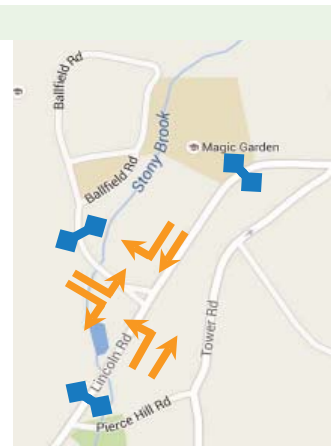 Ballfield Rd
Ballfield Rd
Stony Brook
Magic Garden
Lincoln Rd
Tower Rd
Pierce Hill Rd